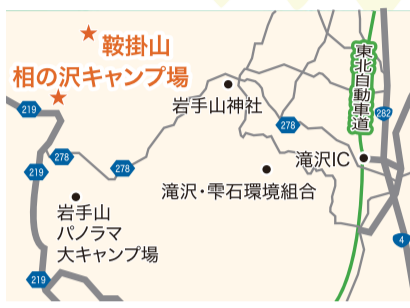 鞍掛山
相の沢キャンプ場
東北自動車道
219
岩手山神社
282
278
滝沢IC
278
219
278
滝沢・雫石環境組合
岩手山
パノラマ
大キャンプ場
4
219